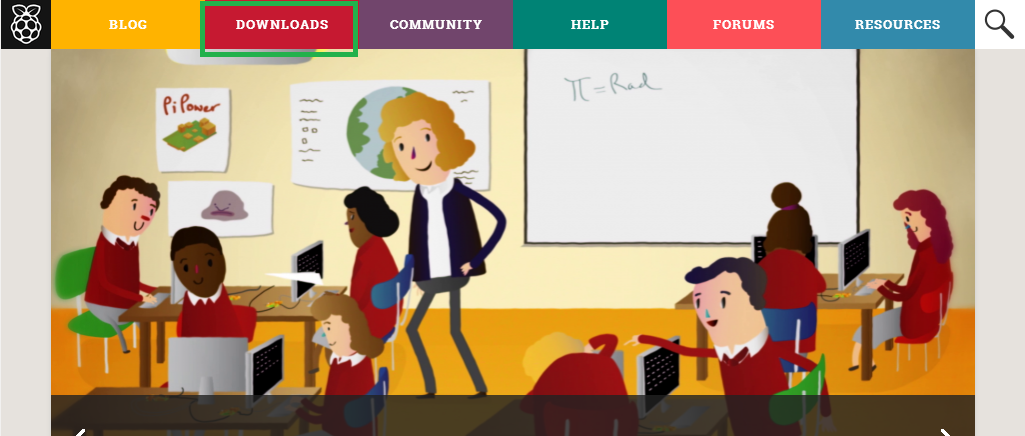 BLOG DOWNLOADS COMMUNITY HELP FORUMS RESOURCES
Pi Power
π=Rad